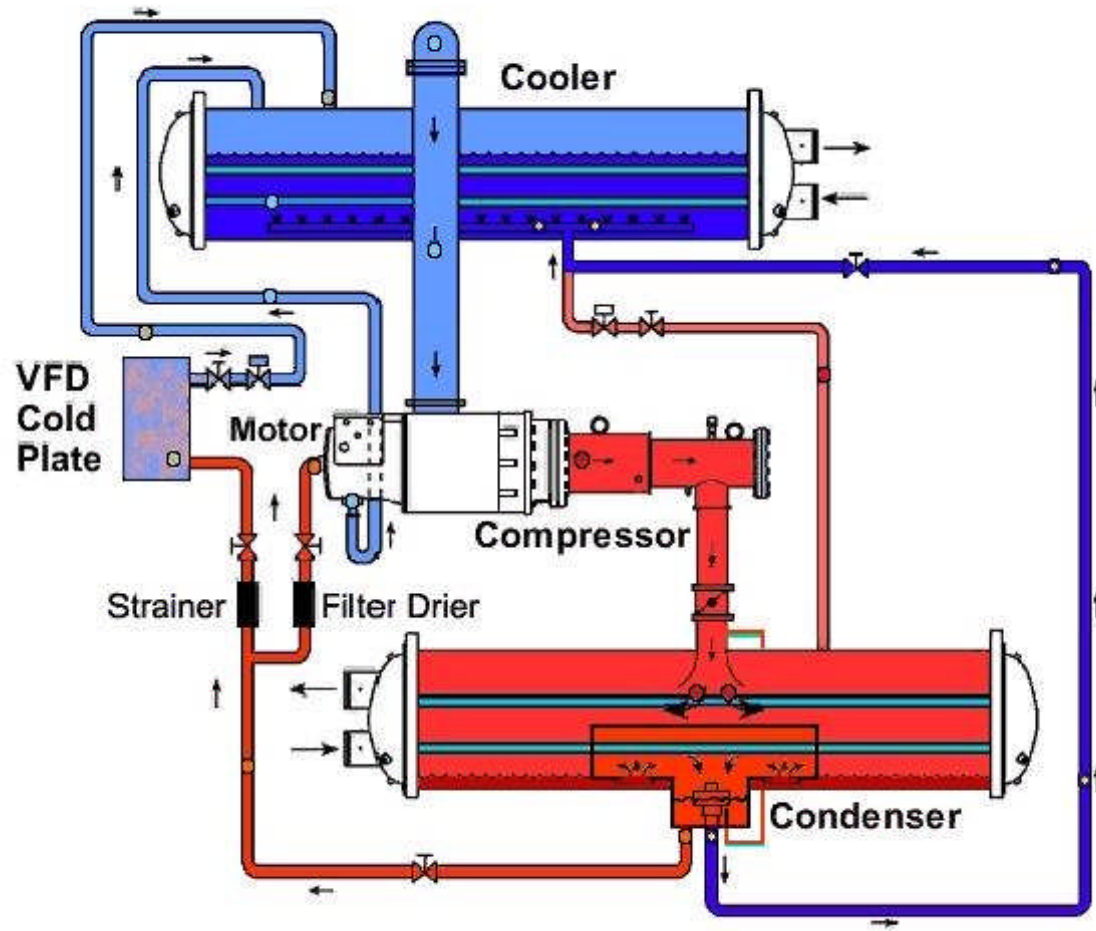 Cooler
VFD
Cold
Plate
Motor
Compressor
Strainer
Filter Drier
Condenser